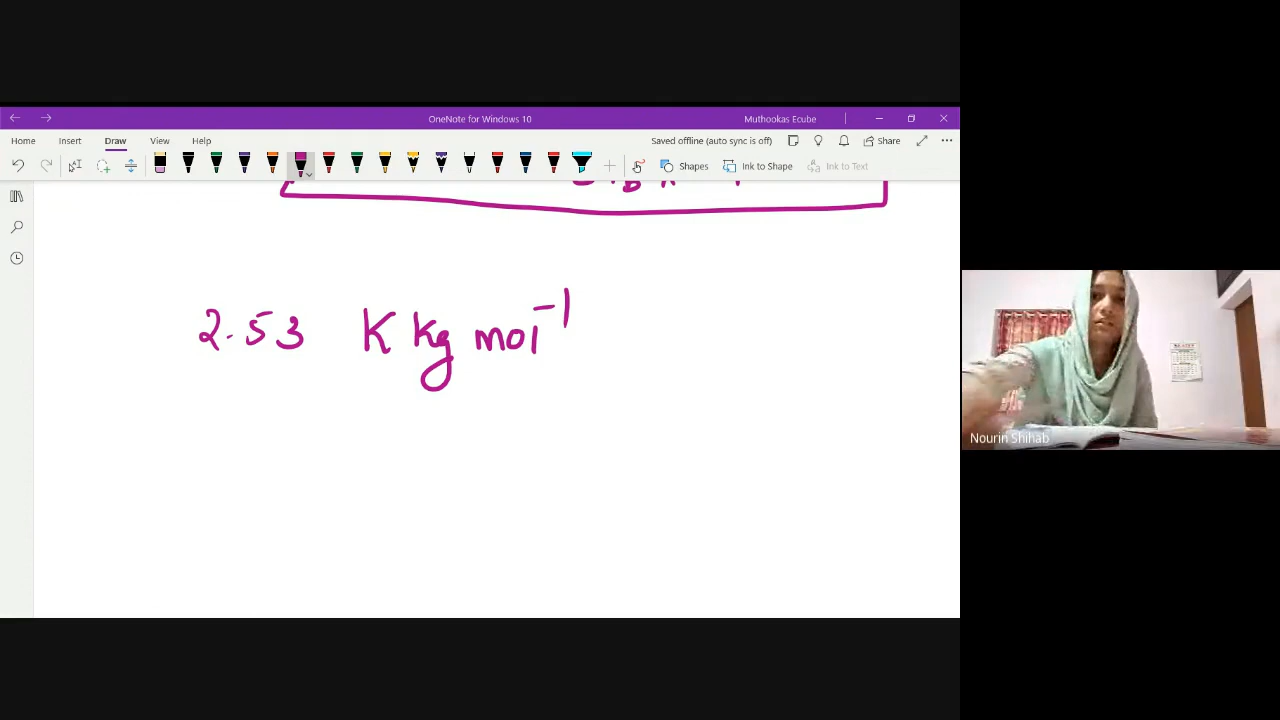 OneNote for Windows 10
Muthookas Ecube
Home Insert Draw View Help
Saved offline (auto sync is off)
Share
Shapes
Ink to Shape
Ink to Text
2.53 K kg mol⁻¹
Nourin Shihab